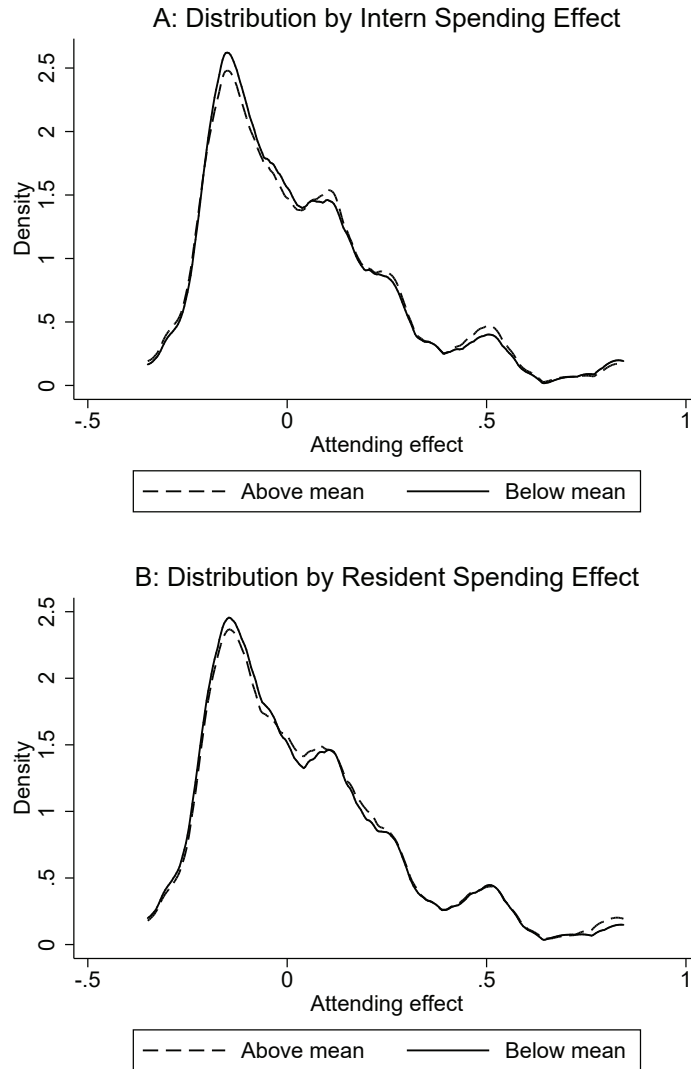 A: Distribution by Intern Spending Effect
2.5
2
1.5
1
.5
0
Density
-.5 0 .5 1
Attending effect
Above mean Below mean
B: Distribution by Resident Spending Effect
2.5
2
1.5
1
.5
0
Density
-.5 0 .5 1
Attending effect
Above mean Below mean